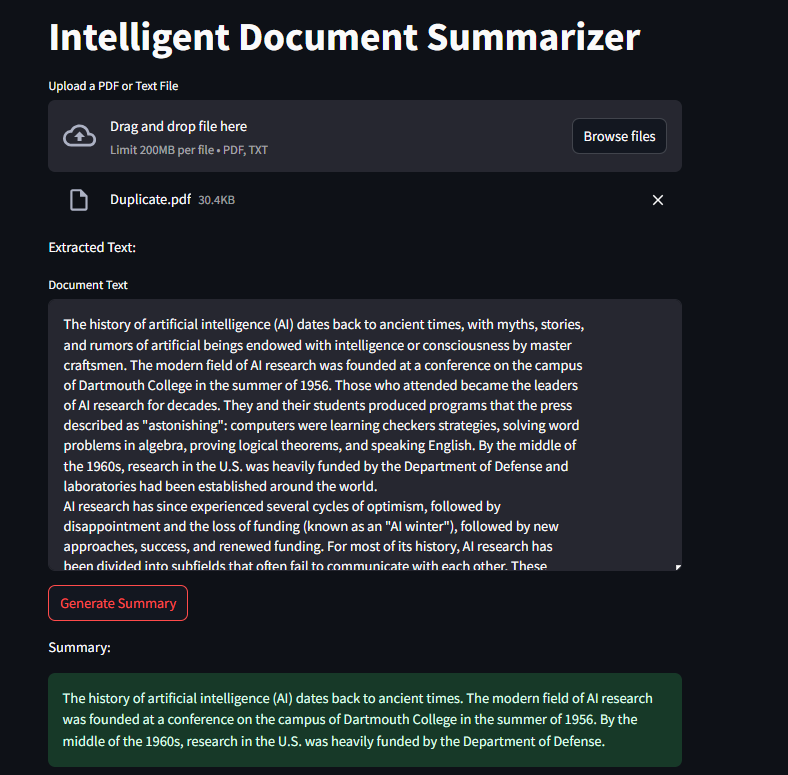 Intelligent Document Summarizer
Upload a PDF or Text File
Drag and drop file here
Limit 200MB per file • PDF, TXT
Browse files
Duplicate.pdf 30.4KB
Extracted Text:
Document Text
The history of artificial intelligence (AI) dates back to ancient times, with myths, stories,
and rumors of artificial beings endowed with intelligence or consciousness by master
craftsmen. The modern field of AI research was founded at a conference on the campus
of Dartmouth College in the summer of 1956. Those who attended became the leaders
of AI research for decades. They and their students produced programs that the press
described as "astonishing": computers were learning checkers strategies, solving word
problems in algebra, proving logical theorems, and speaking English. By the middle of
the 1960s, research in the U.S. was heavily funded by the Department of Defense and
laboratories had been established around the world.
AI research has since experienced several cycles of optimism, followed by
disappointment and the loss of funding (known as an "AI winter"), followed by new
approaches, success, and renewed funding. For most of its history, AI research has
been divided into subfields that often fail to communicate with each other. These
Generate Summary
Summary:
The history of artificial intelligence (AI) dates back to ancient times. The modern field of AI research
was founded at a conference on the campus of Dartmouth College in the summer of 1956. By the
middle of the 1960s, research in the U.S. was heavily funded by the Department of Defense.